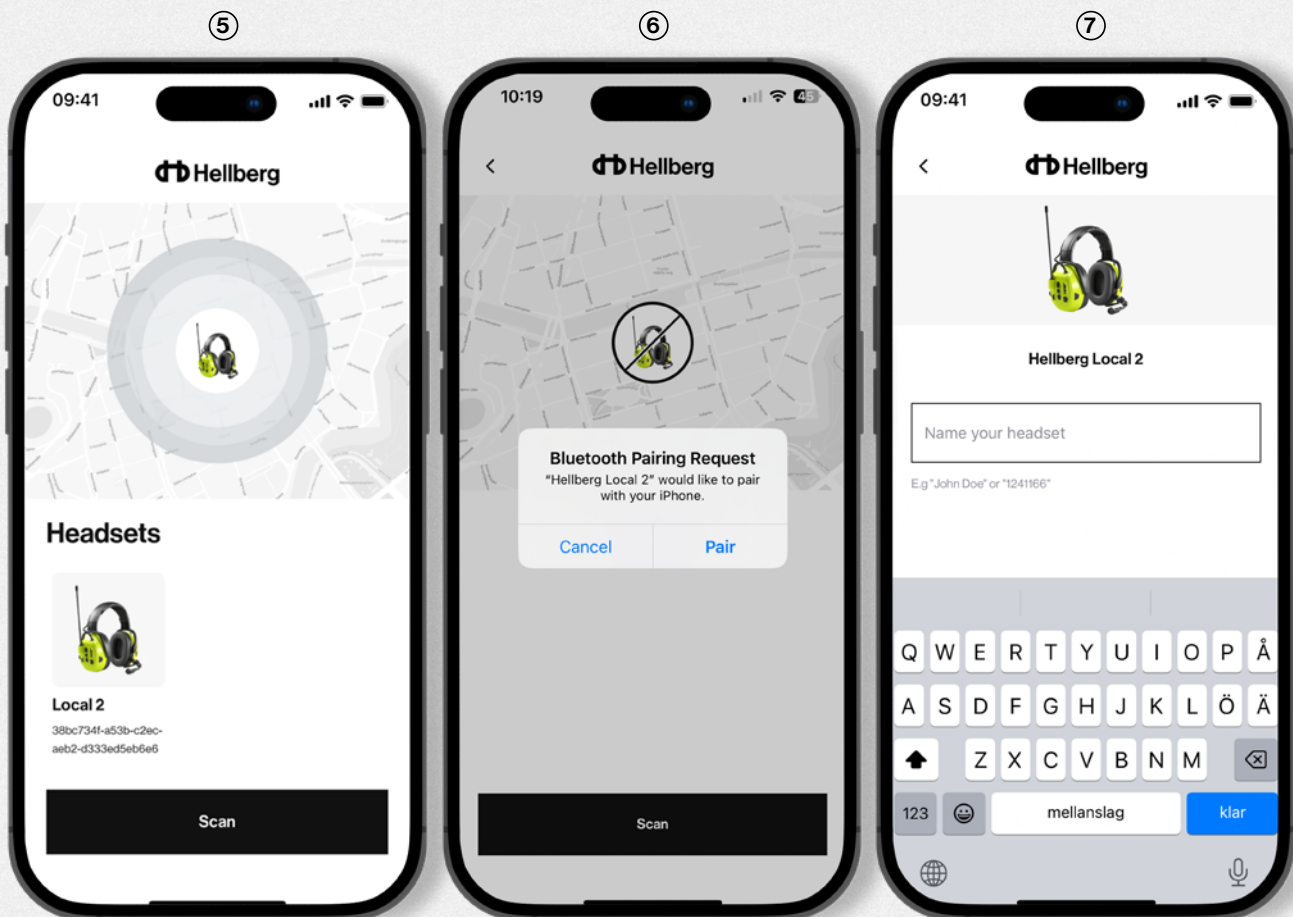 ⑤
09:41
Hellberg
Headsets
Local 2
38bc734f-a53b-c2ec-
aeb2-d333ed5eb6e6
Scan
⑥
10:19
45
Hellberg
Bluetooth Pairing Request
“Hellberg Local 2” would like to pair
with your iPhone.
Cancel
Pair
Scan
⑦
09:41
Hellberg
Hellberg Local 2
Name your headset
E.g "John Doe" or "1241166"
Q W E R T Y U I O P Å
A S D F G H J K L Ö Ä
Z X C V B N M
123
mellanslag
klar